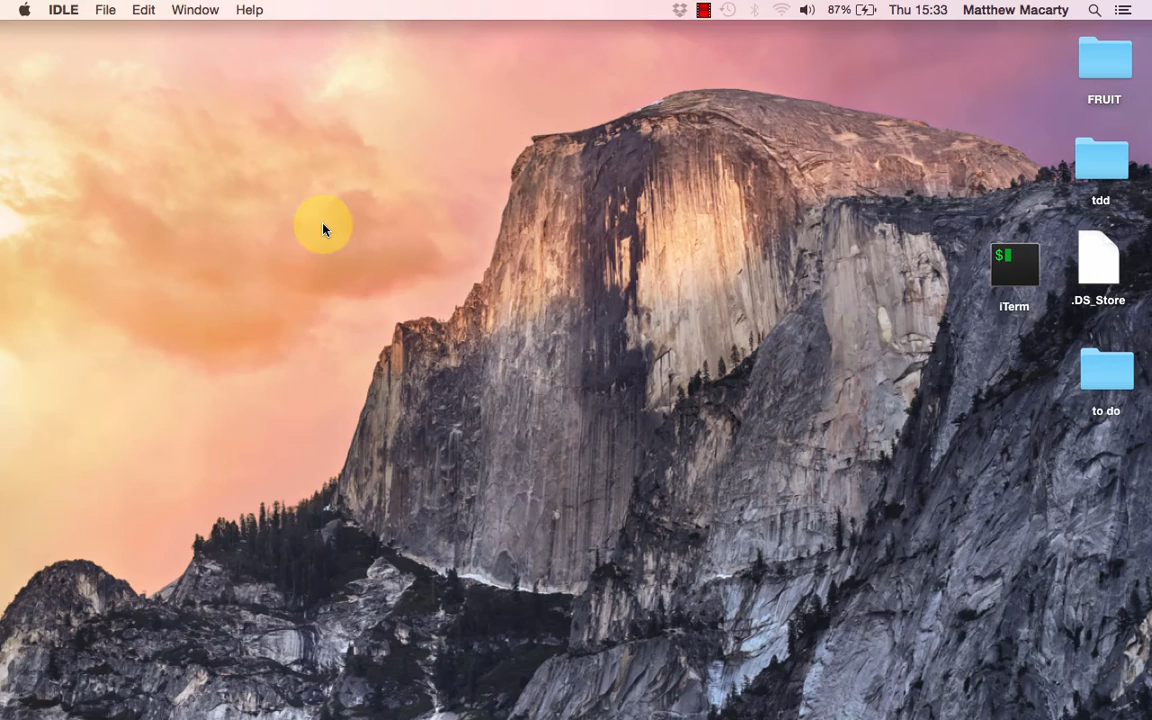 IDLE File Edit Window Help 87% Thu 15:33 Matthew Macarty
FRUIT
tdd
$
iTerm
.DS_Store
to do